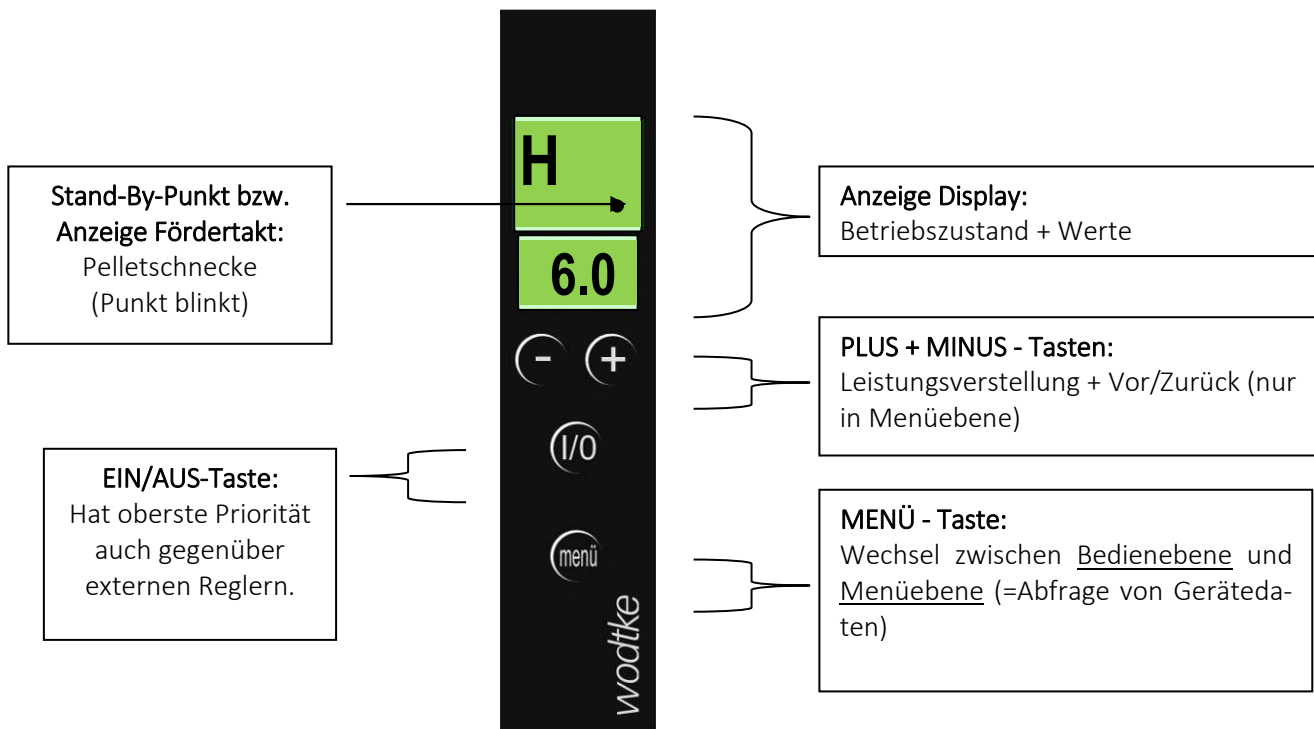 Stand-By-Punkt bzw.
Anzeige Fördertakt:
Pelletschnecke
(Punkt blinkt)
EIN/AUS-Taste:
Hat oberste Priorität
auch gegenüber
externen Reglern.
H
6.0
- +
I/0
menü
wodtke
Anzeige Display:
Betriebszustand + Werte
PLUS + MINUS - Tasten:
Leistungsverstellung + Vor/Zurück (nur
in Menüebene)
MENÜ - Taste:
Wechsel zwischen Bedienebene und
Menüebene (=Abfrage von Geräteda-
ten)